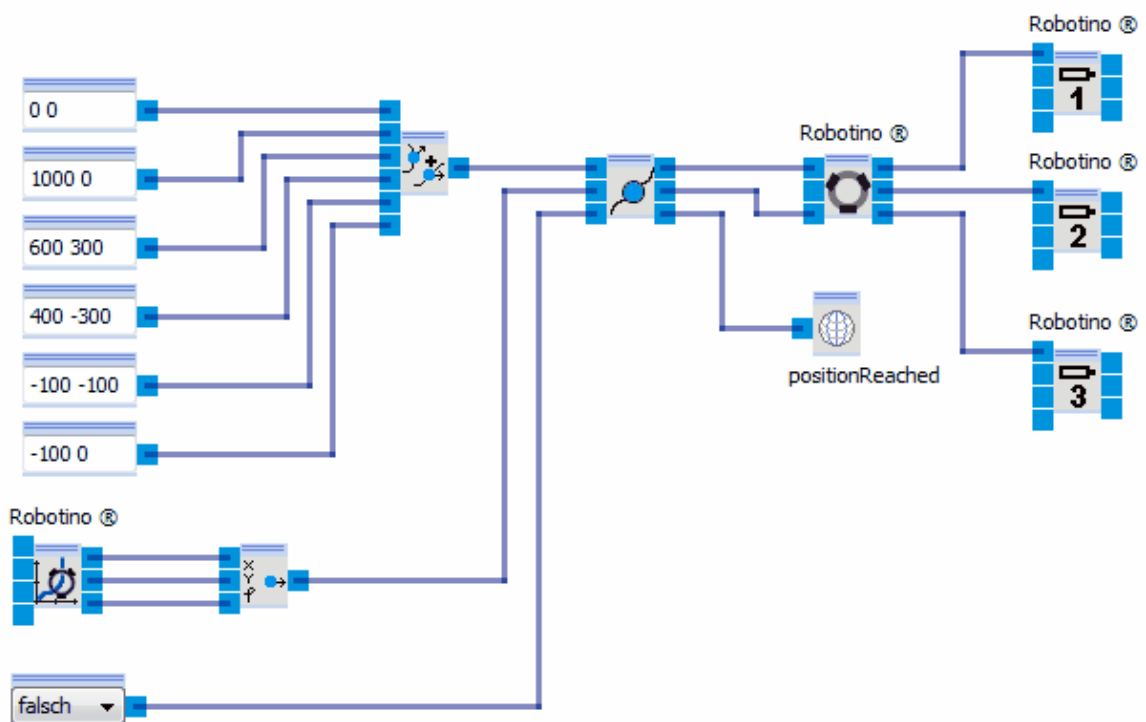 Robotino ®
0 0
1000 0
Robotino ®
1
Robotino ®
2
600 300
400 -300
Robotino ®
3
positionReached
-100 -100
-100 0
Robotino ®
X
Y
φ
falsch